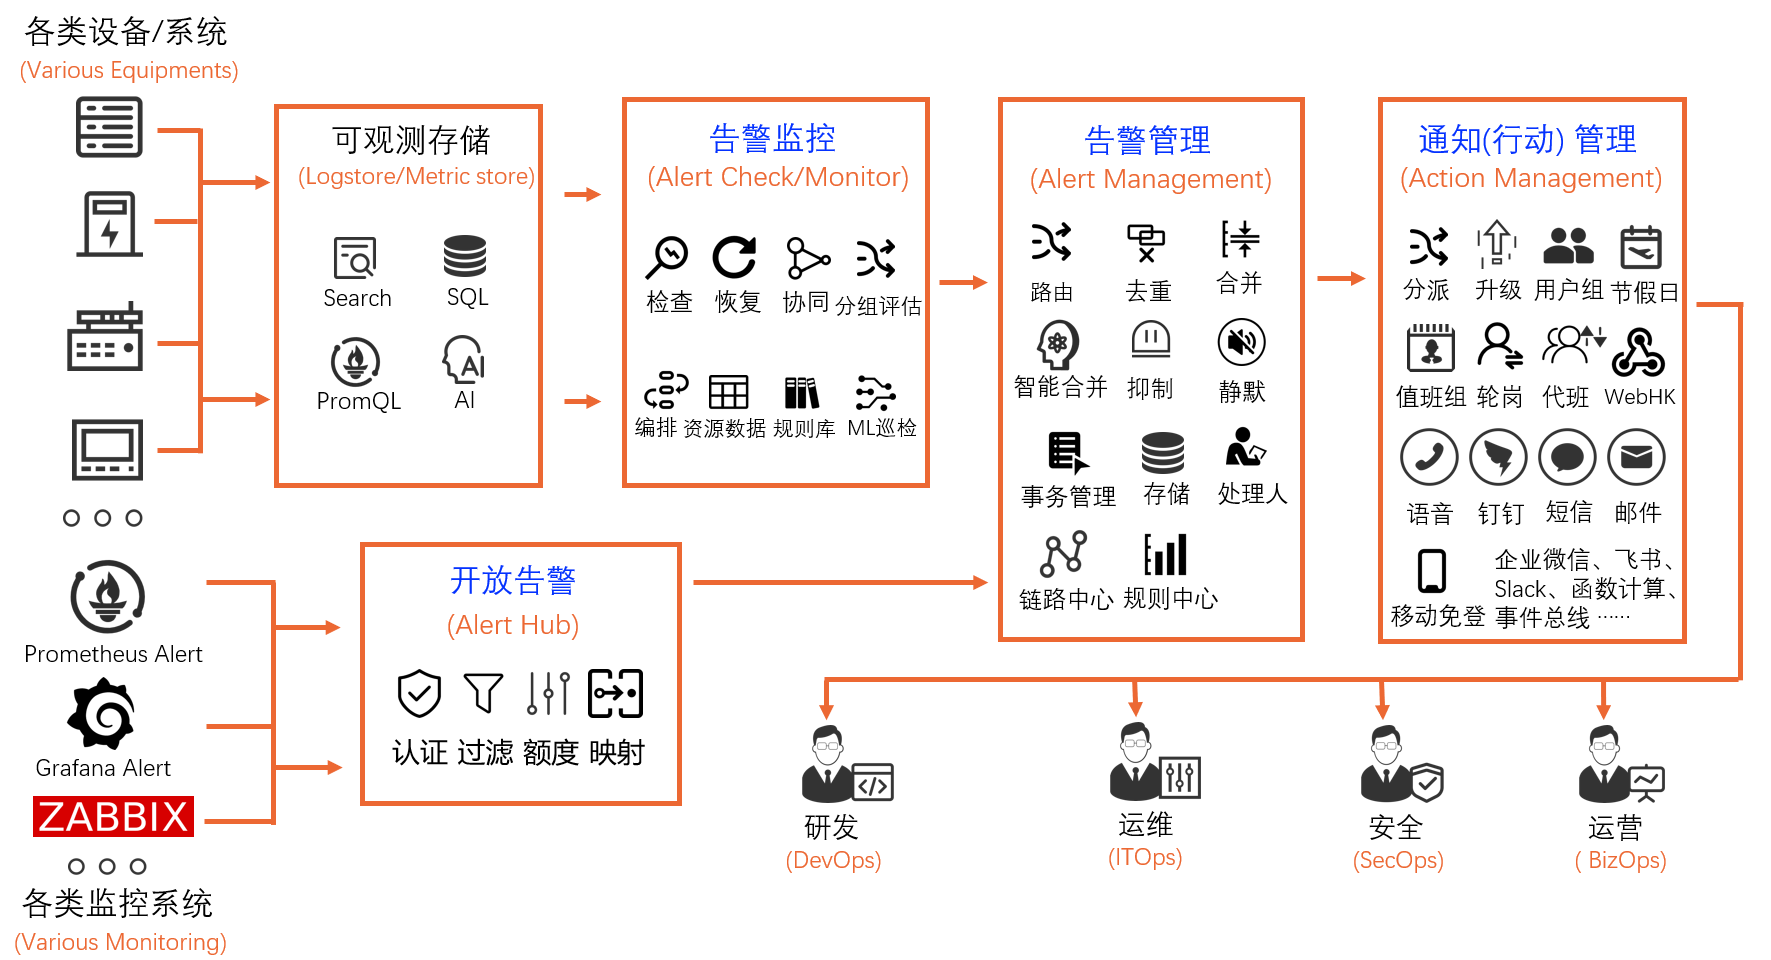 各类设备/系统
(Various Equipments)
可观测存储
(Logstore/Metric store)
Search
SQL
PromQL
AI
告警监控
(Alert Check/Monitor)
检查
恢复
协同
分组评估
编排
资源数据
规则库
ML巡检
告警管理
(Alert Management)
路由
去重
合并
智能合并
抑制
静默
事务管理
存储
处理人
链路中心
规则中心
通知(行动) 管理
(Action Management)
分派
升级
用户组
节假日
值班组
轮岗
代班
WebHK
语音
钉钉
短信
邮件
移动免登
企业微信、飞书、
Slack、函数计算、
事件总线 ……
Prometheus Alert
Grafana Alert
ZABBIX
各类监控系统
(Various Monitoring)
开放告警
(Alert Hub)
认证
过滤
额度
映射
研发
(DevOps)
运维
(ITOps)
安全
(SecOps)
运营
( BizOps)